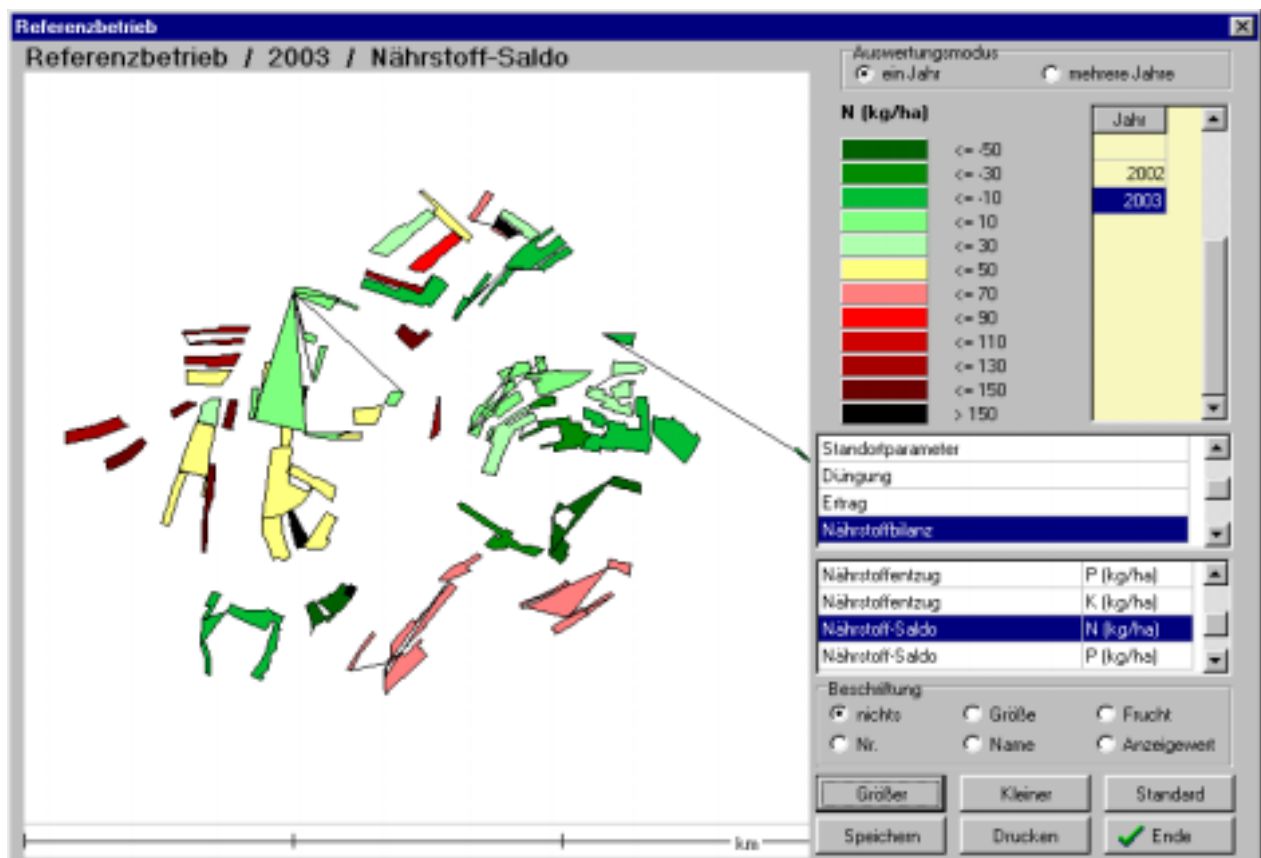 Referenzbetrieb
Referenzbetrieb / 2003 / Nährstoff-Saldo
Auswertungsmodus
ein Jahr
mehrere Jahre
N (kg/ha)
<= -50
<= -30
<= -10
<= 10
<= 30
<= 50
<= 70
<= 90
<= 110
<= 130
<= 150
> 150
Jahr
2002
2003
Standortparameter
Düngung
Ertrag
Nährstoffbilanz
Nährstoffentzug P (kg/ha)
Nährstoffentzug K (kg/ha)
Nährstoff-Saldo N (kg/ha)
Nährstoff-Saldo P (kg/ha)
Beschriftung
nichts Größe Frucht
Nr. Name Anzeigewert
Größer Kleiner Standard
Speichern Drucken Ende
km